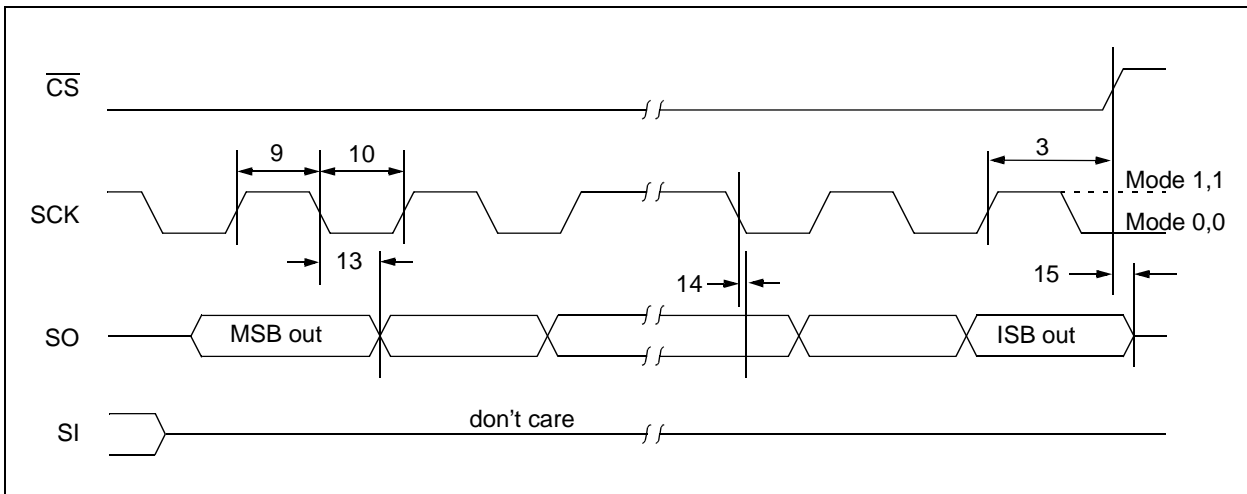 CS
9 10 3
Mode 1,1
SCK
Mode 0,0
13
14 15
SO MSB out ISB out
don't care
SI